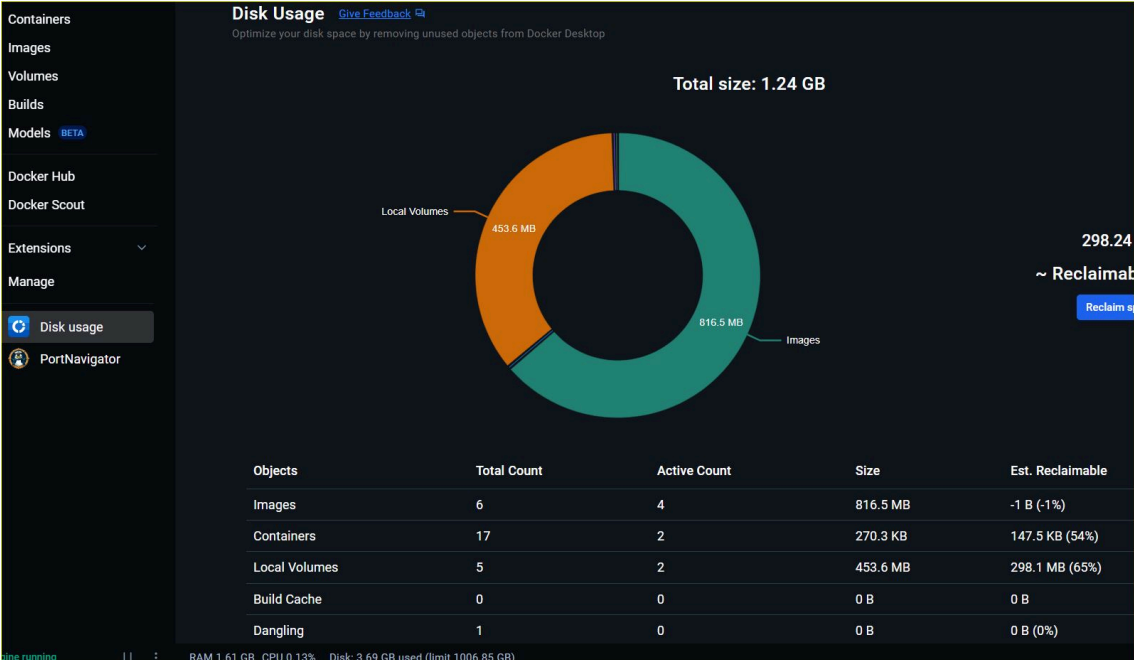 Containers
Images
Volumes
Builds
Models BETA
Docker Hub
Docker Scout
Extensions
Manage
Disk usage
PortNavigator
Disk Usage Give Feedback
Optimize your disk space by removing unused objects from Docker Desktop
Total size: 1.24 GB
Local Volumes
453.6 MB
816.5 MB
Images
298.24
~ Reclaimab
Reclaim s
Objects Total Count Active Count Size Est. Reclaimable
Images 6 4 816.5 MB -1 B (-1%)
Containers 17 2 270.3 KB 147.5 KB (54%)
Local Volumes 5 2 453.6 MB 298.1 MB (65%)
Build Cache 0 0 0 B 0 B
Dangling 1 0 0 B 0 B (0%)
gine running RAM 1.61 GB CPU 0.13% Disk: 3.69 GB used (limit 1006.85 GB)